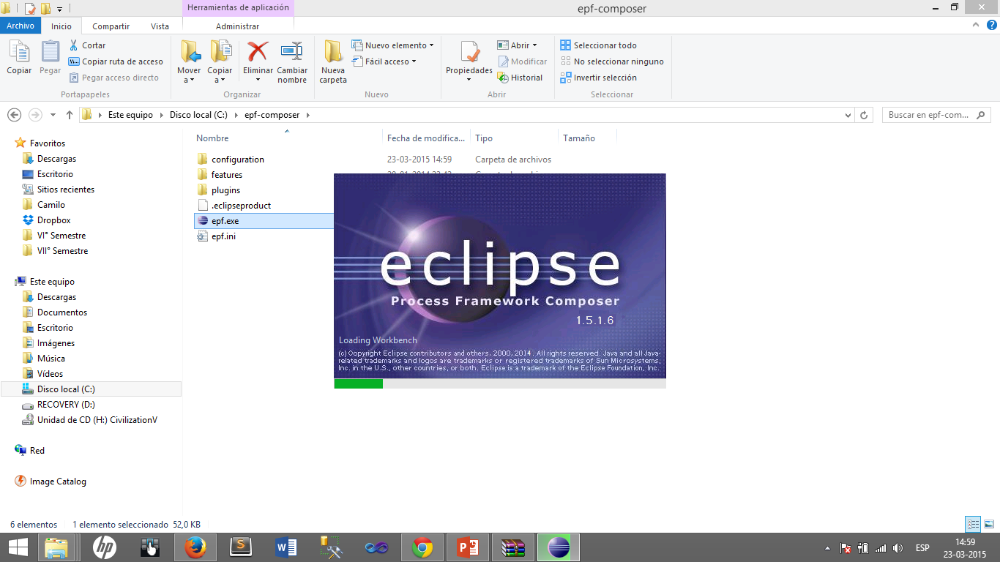 Herramientas de aplicación
epf-composer
Archivo Inicio Compartir Vista Administrar
Copiar Pegar Cortar Copiar ruta de acceso Pegar acceso directo
Portapapeles
Mover a Copiar a Eliminar Cambiar nombre
Organizar
Nueva carpeta Nuevo elemento Fácil acceso
Nuevo
Propiedades Abrir Modificar Historial
Abrir
Seleccionar todo No seleccionar ninguno Invertir selección
Seleccionar
Este equipo Disco local (C:) epf-composer
Buscar en epf-com...
Nombre Fecha de modifica... Tipo Tamaño
Favoritos
Descargas
Escritorio
Sitios recientes
Camilo
Dropbox
VI° Semestre
VII° Semestre
Este equipo
Descargas
Documentos
Escritorio
Imágenes
Música
Vídeos
Disco local (C:)
RECOVERY (D:)
Unidad de CD (H:) CivilizationV
Red
Image Catalog
configuration 23-03-2015 14:59 Carpeta de archivos
features
plugins
.eclipseproduct
epf.exe
epf.ini
eclipse
Process Framework Composer
1.5.1.6
Loading Workbench
(c) Copyright Eclipse contributors and others. 2000, 2014. All rights reserved. Java and all Java-
related trademarks and logos are trademarks or registered trademarks of Sun Microsystems,
Inc. in the U.S., other countries, or both. Eclipse is a trademark of the Eclipse Foundation, Inc.
6 elementos 1 elemento seleccionado 52,0 KB
hp
S
W
P
ESP
14:59
23-03-2015